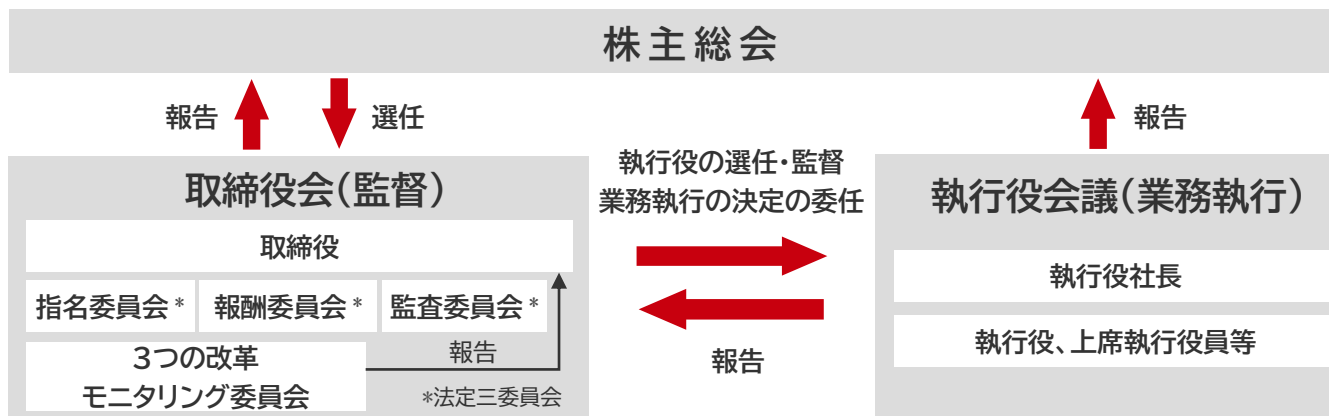 株主総会
報告
選任
報告
取締役会(監督)
取締役
指名委員会*
報酬委員会*
監査委員会*
3つの改革
モニタリング委員会
報告
*法定三委員会
執行役の選任・監督
業務執行の決定の委任
報告
執行役会議(業務執行)
執行役社長
執行役、上席執行役員等